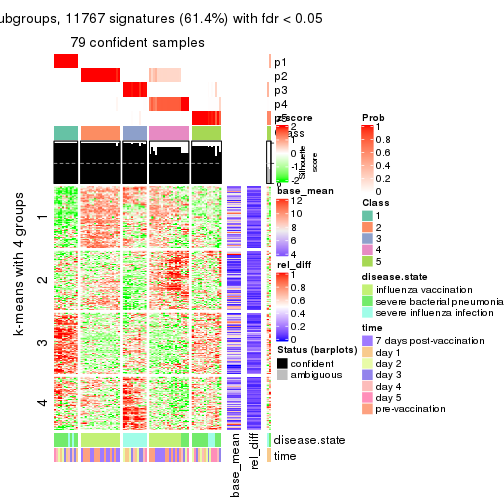 ubgroups, 11767 signatures (61.4%) with fdr < 0.05
79 confident samples
p1
p2
p3
p4
z-score
2
Silhouette
score
Prob
1
0.8
0.6
0.4
0.2
0
base_mean
12
10
8
6
4
Class
1
2
3
4
5
rel_diff
1
0.8
0.6
0.4
0.2
0
disease.state
influenza vaccination
severe bacterial pneumonia
severe influenza infection
time
7 days post-vaccination
day 1
day 2
day 3
day 4
day 5
pre-vaccination
Status (barplots)
confident
ambiguous
k-means with 4 groups
1
2
3
4
disease.state
time
base_mean
rel_diff